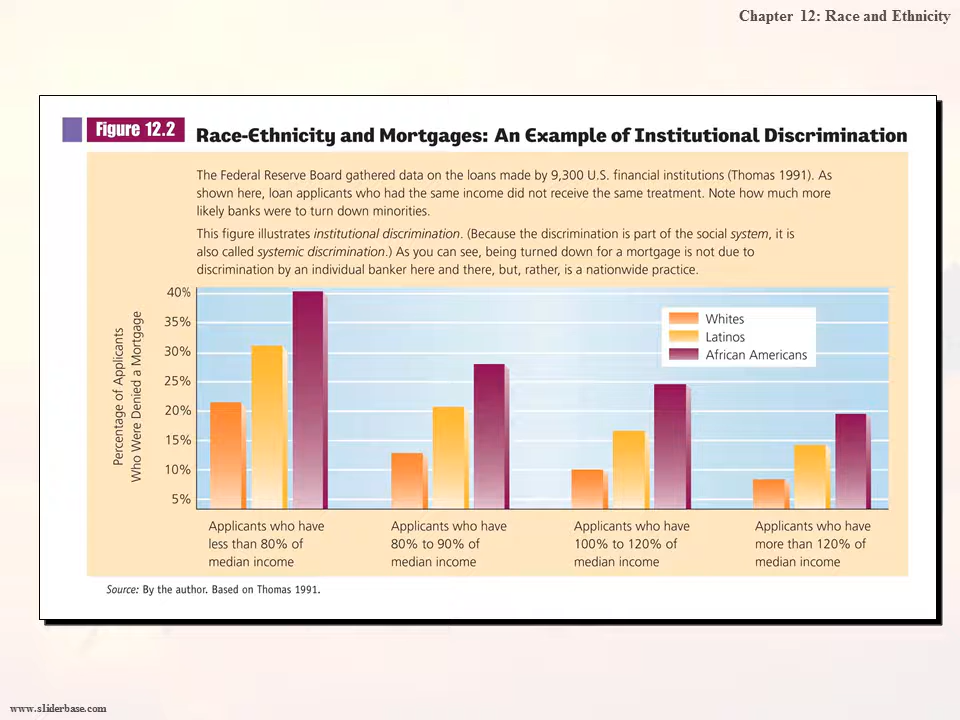 Chapter 12: Race and Ethnicity
Figure 12.2
Race-Ethnicity and Mortgages: An Example of Institutional Discrimination
The Federal Reserve Board gathered data on the loans made by 9,300 U.S. financial institutions (Thomas 1991). As
shown here, loan applicants who had the same income did not receive the same treatment. Note how much more
likely banks were to turn down minorities.
This figure illustrates institutional discrimination. (Because the discrimination is part of the social system, it is
also called systemic discrimination.) As you can see, being turned down for a mortgage is not due to
discrimination by an individual banker here and there, but, rather, is a nationwide practice.
Percentage of Applicants
Who Were Denied a Mortgage
40%
35%
30%
25%
20%
15%
10%
5%
Whites
Latinos
African Americans
Applicants who have
less than 80% of
median income
Applicants who have
80% to 90% of
median income
Applicants who have
100% to 120% of
median income
Applicants who have
more than 120% of
median income
Source: By the author. Based on Thomas 1991.
www.sliderbase.com